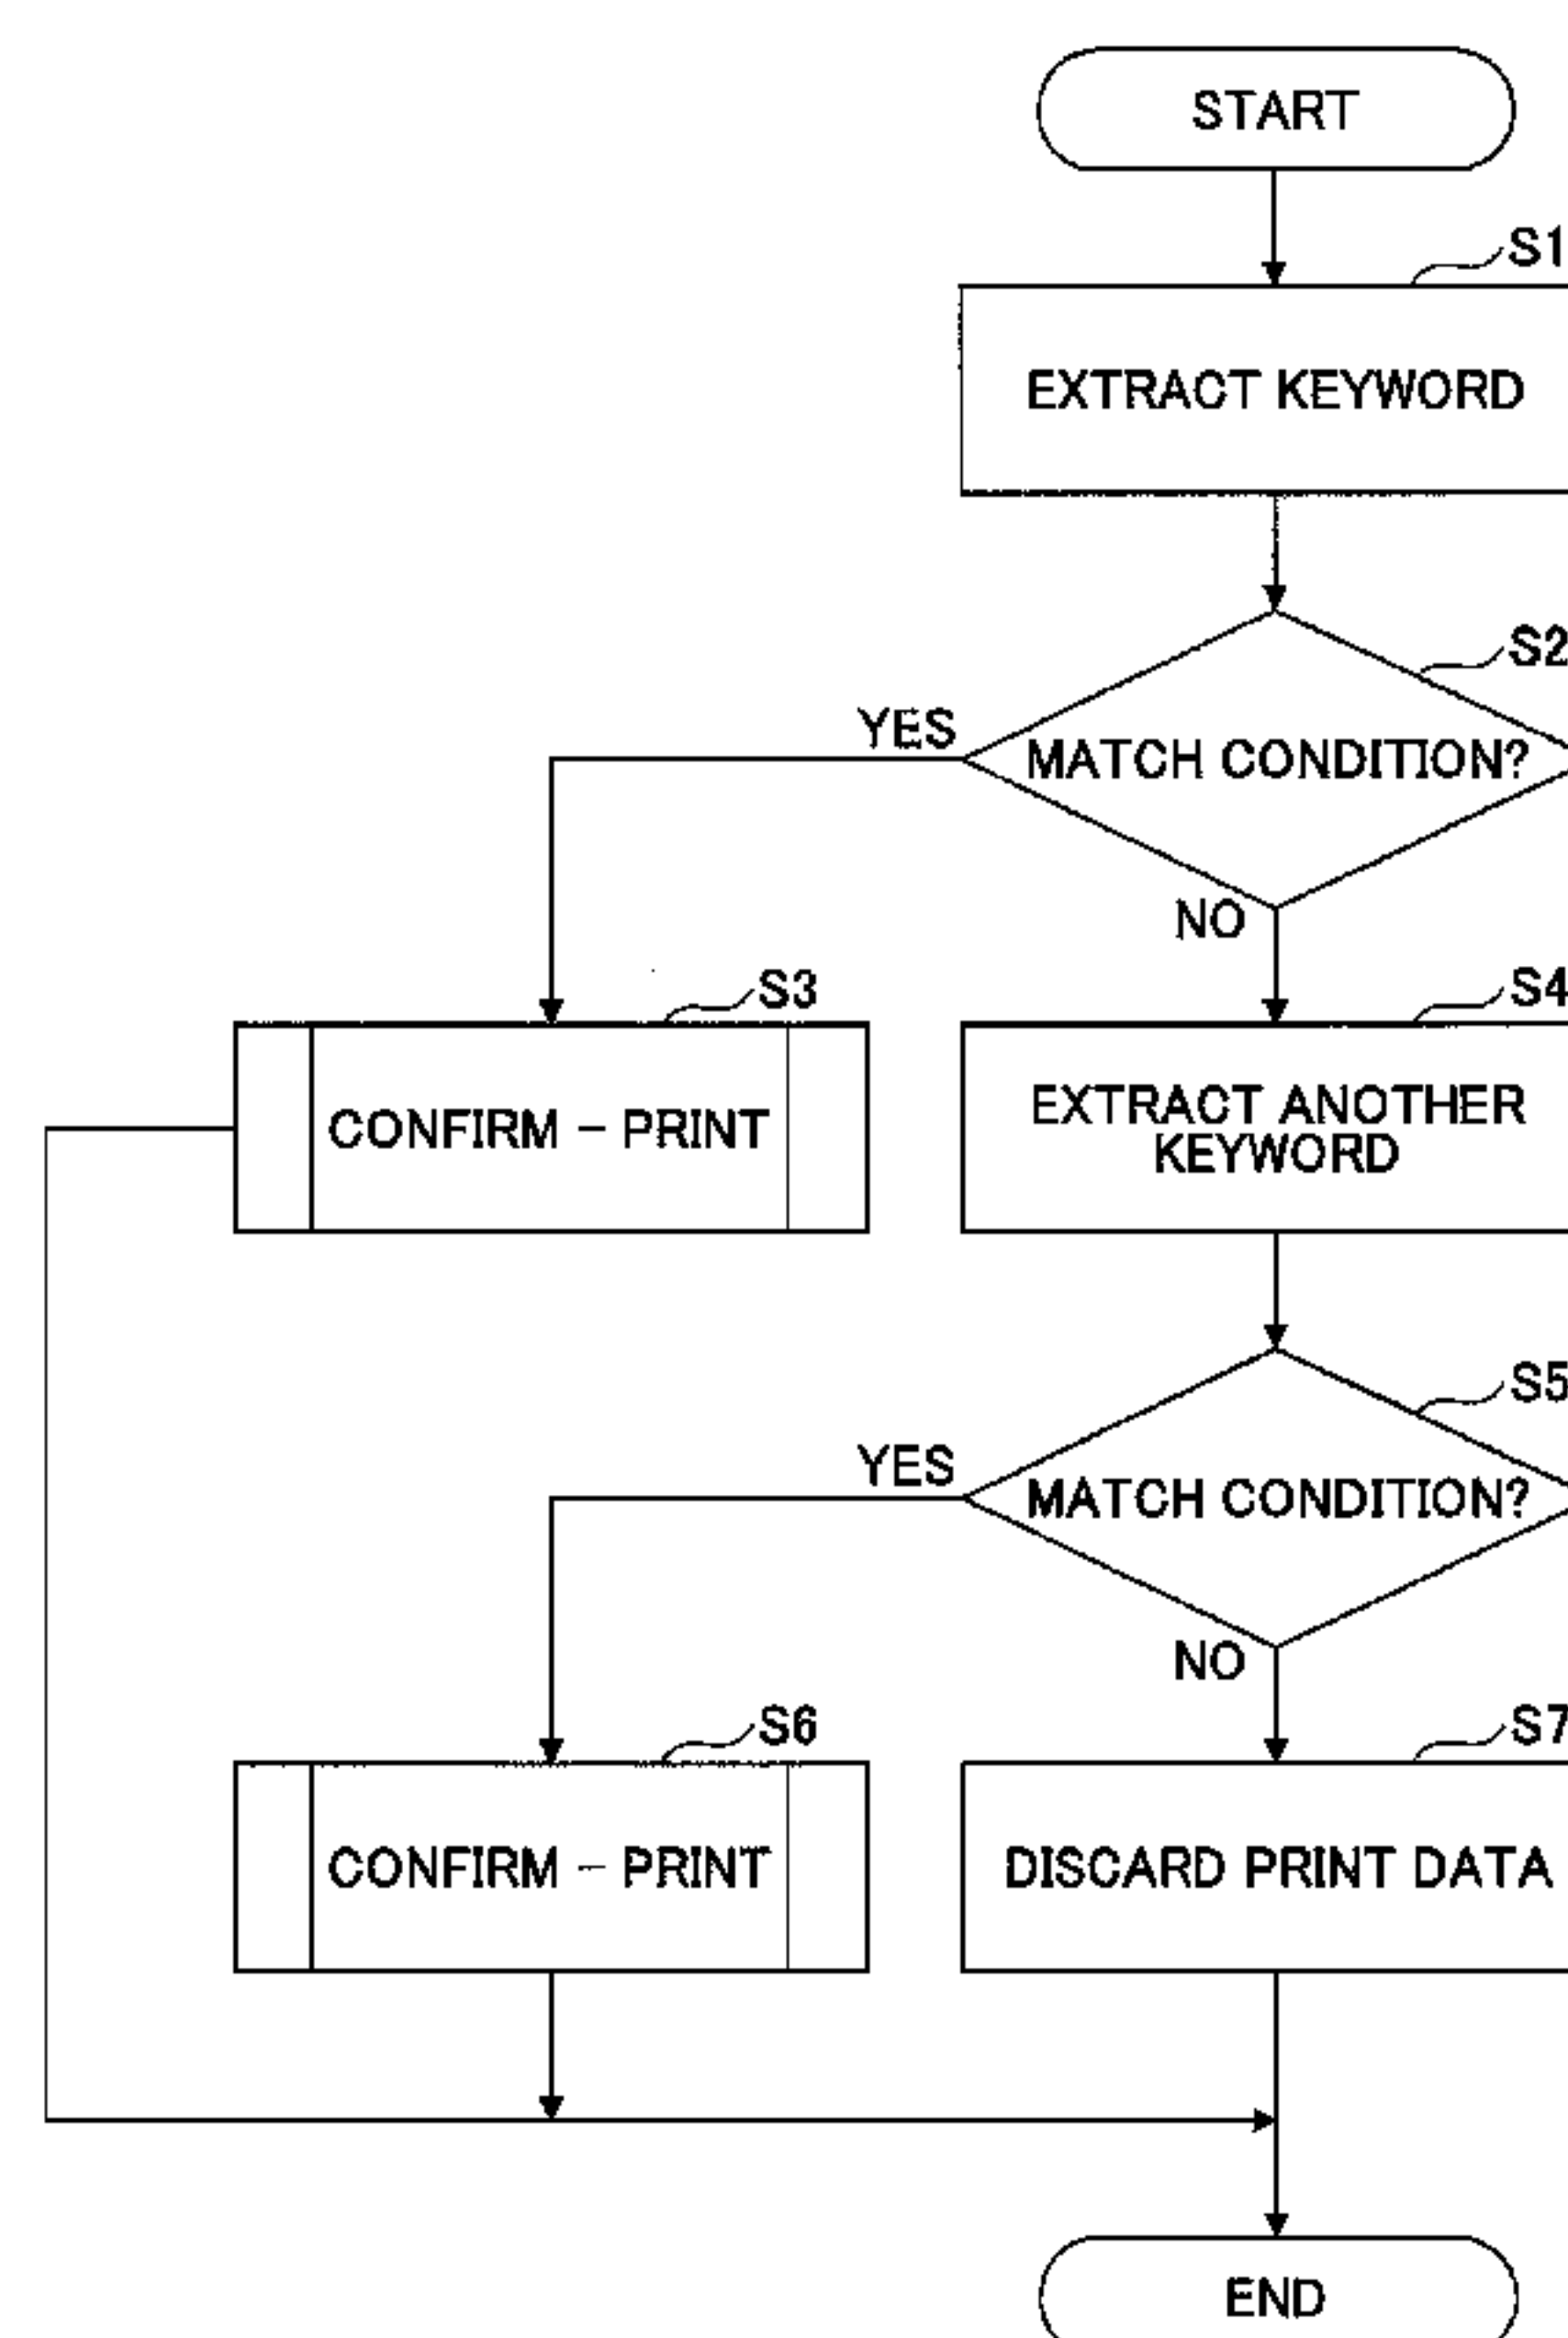 START
S1
EXTRACT KEYWORD
S2
YES
MATCH CONDITION?
NO
S3
S4
CONFIRM - PRINT
EXTRACT ANOTHER
KEYWORD
S5
YES
MATCH CONDITION?
NO
S6
S7
CONFIRM - PRINT
DISCARD PRINT DATA
END